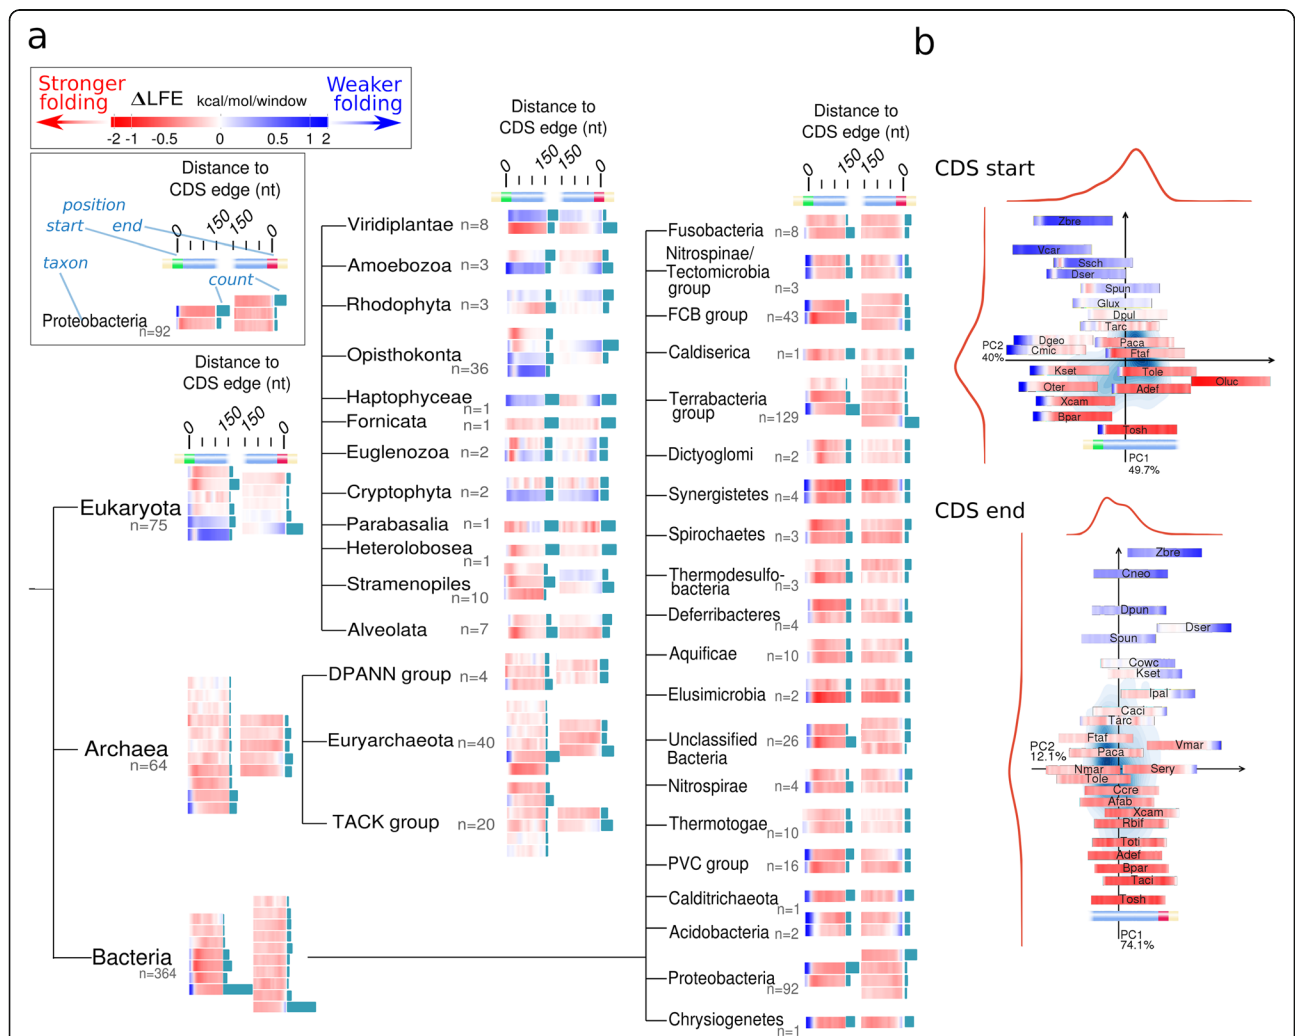 a
b
Stronger
folding
ΔLFE
kcal/mol/window
Weaker
folding
-2 -1 -0.5 0 0.5 1 2
Distance to
CDS edge (nt)
position
start
end
0 150 150 0
taxon
count
Proteobacteria
n=92
Distance to
CDS edge (nt)
0 150 150 0
Eukaryota
n=75
Archaea
n=64
Bacteria
n=364
Distance to
CDS edge (nt)
0 150 150 0
Viridiplantae n=8
Amoebozoa n=3
Rhodophyta n=3
Opisthokonta
n=36
Haptophyceae
n=1
Fornicata n=1
Euglenozoa n=2
Cryptophyta n=2
Parabasalia n=1
Heterolobosea
n=1
Stramenopiles
n=10
Alveolata n=7
DPANN group n=4
Euryarchaeota n=40
TACK group n=20
Distance to
CDS edge (nt)
0 150 150 0
Fusobacteria n=8
Nitrospinae/
Tectomicrobia
group
n=3
FCB group n=43
Caldiserica n=1
Terrabacteria
group
n=129
Dictyoglomi n=2
Synergistetes n=4
Spirochaetes n=3
Thermodesulfo-
bacteria
n=3
Deferribacteres
n=4
Aquificae n=10
Elusimicrobia n=2
Unclassified
Bacteria
n=26
Nitrospirae n=4
Thermotogae
n=10
PVC group n=16
Calditrichaeota
n=1
Acidobacteria n=2
Proteobacteria
n=92
Chrysiogenetes
n=1
CDS start
Zbre
Vcar
Ssch
Dser
Spun
Glux
Dpul
Tarc
Dgeo
Paca
Cmic
Ftaf
PC2
40%
Kset
Tole
Oluc
Oter
Adef
Xcam
Bpar
Tosh
PC1
49.7%
CDS end
Zbre
Cneo
Dpun
Dser
Spun
Cowc
Kset
Ipal
Caci
Tarc
Ftaf
Vmar
PC2
12.1%
Paca
Nmar
Sery
Tole
Ccre
Afab
Xcam
Rbif
Toti
Adef
Bpar
Taci
Tosh
PC1
74.1%